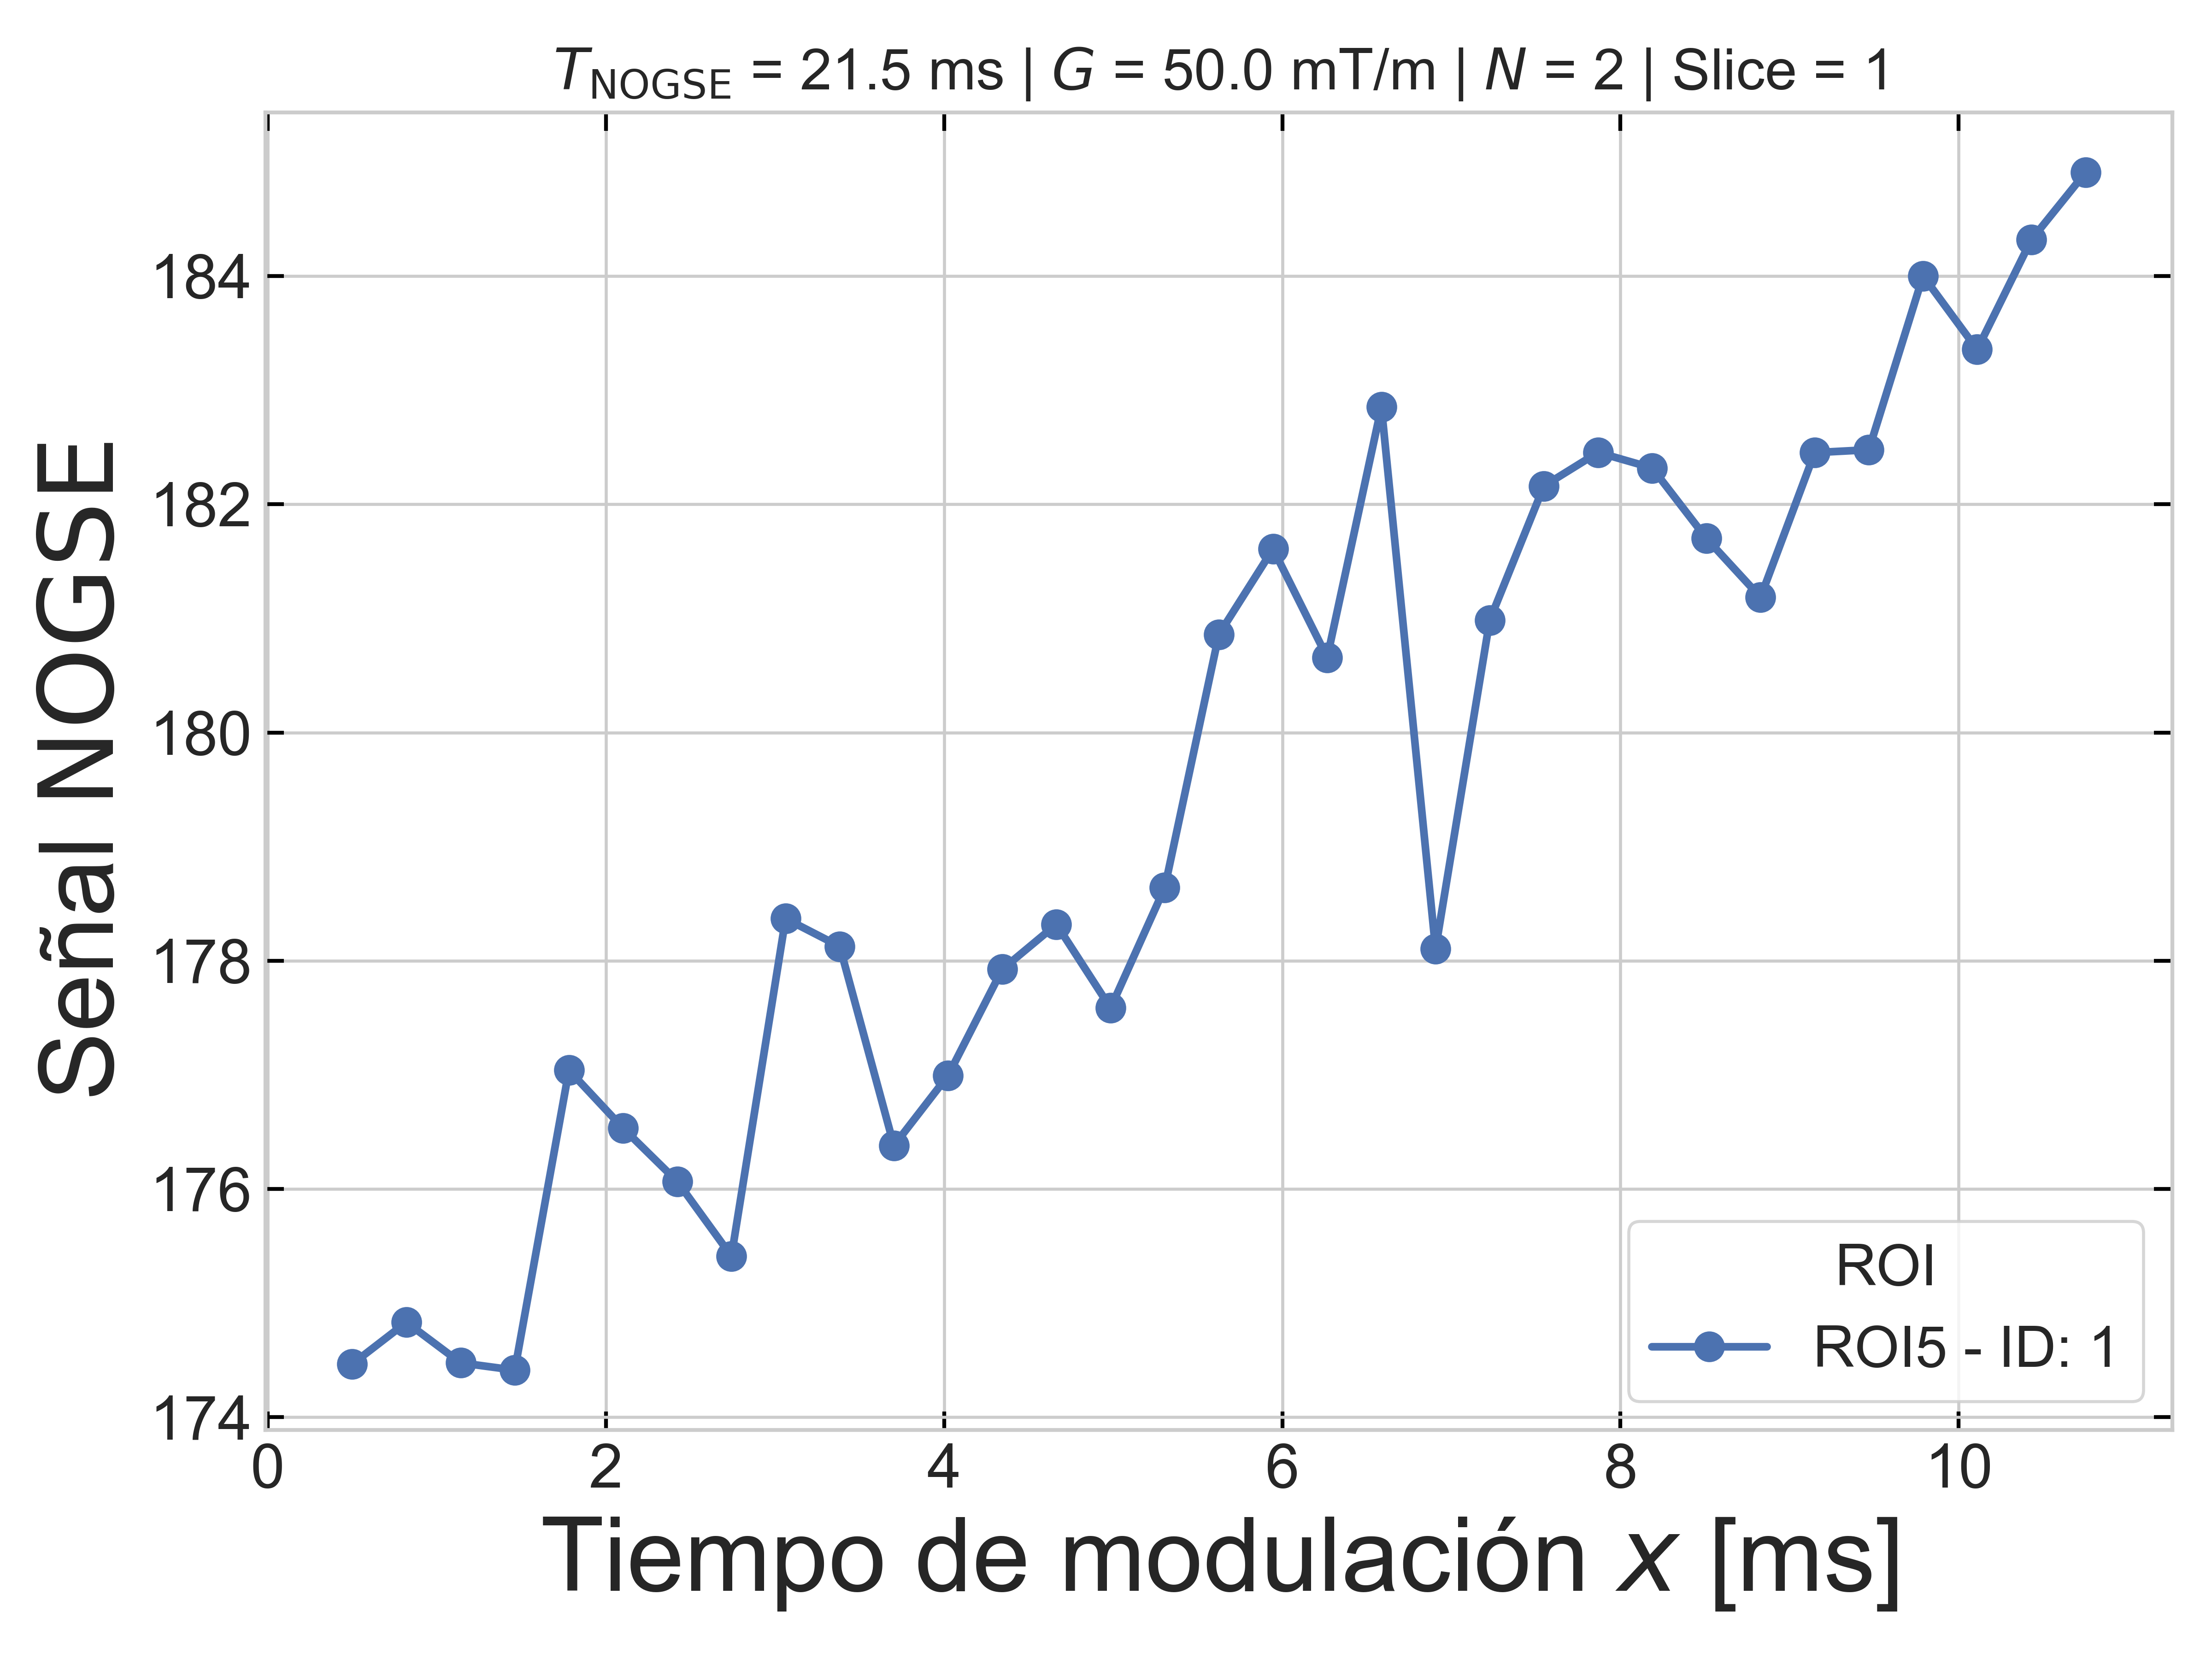 T_NOGSE = 21.5 ms | G = 50.0 mT/m | N = 2 | Slice = 1
Señal NOGSE
184
182
180
178
176
174
0 2 4 6 8 10
Tiempo de modulación x [ms]
ROI
ROI5 - ID: 1